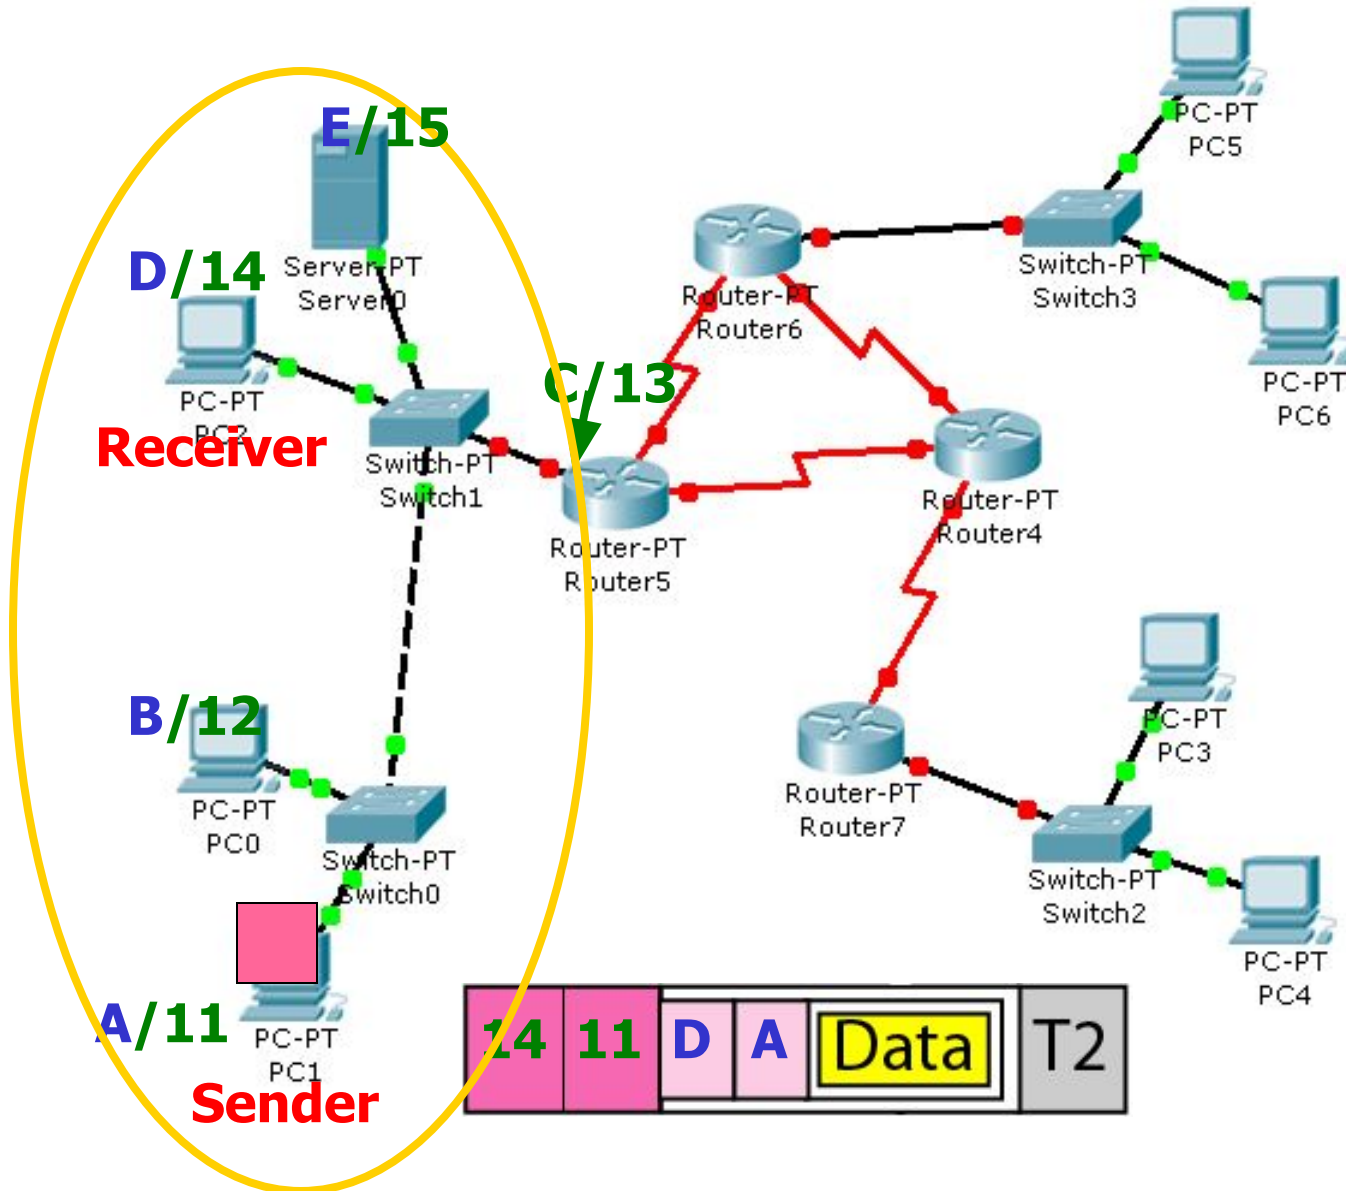 PC-PT
PC5
E/15
Server-PT
Server0
D/14
PC-PT
PC2
Receiver
Switch-PT
Switch1
C/13
Router-PT
Router5
Router-PT
Router6
Switch-PT
Switch3
PC-PT
PC6
Router-PT
Router4
B/12
PC-PT
PC0
Switch-PT
Switch0
A/11
PC-PT
PC1
Sender
Router-PT
Router7
PC-PT
PC3
Switch-PT
Switch2
PC-PT
PC4
14 11 D A Data T2